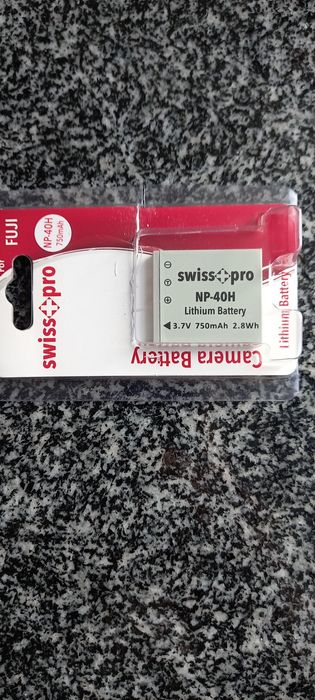 For
FUJI
NP-40H
750mAh
swiss pro
Camera Battery
Lithium Battery
swiss pro
NP-40H
Lithium Battery
3.7V 750mAh 2.8Wh